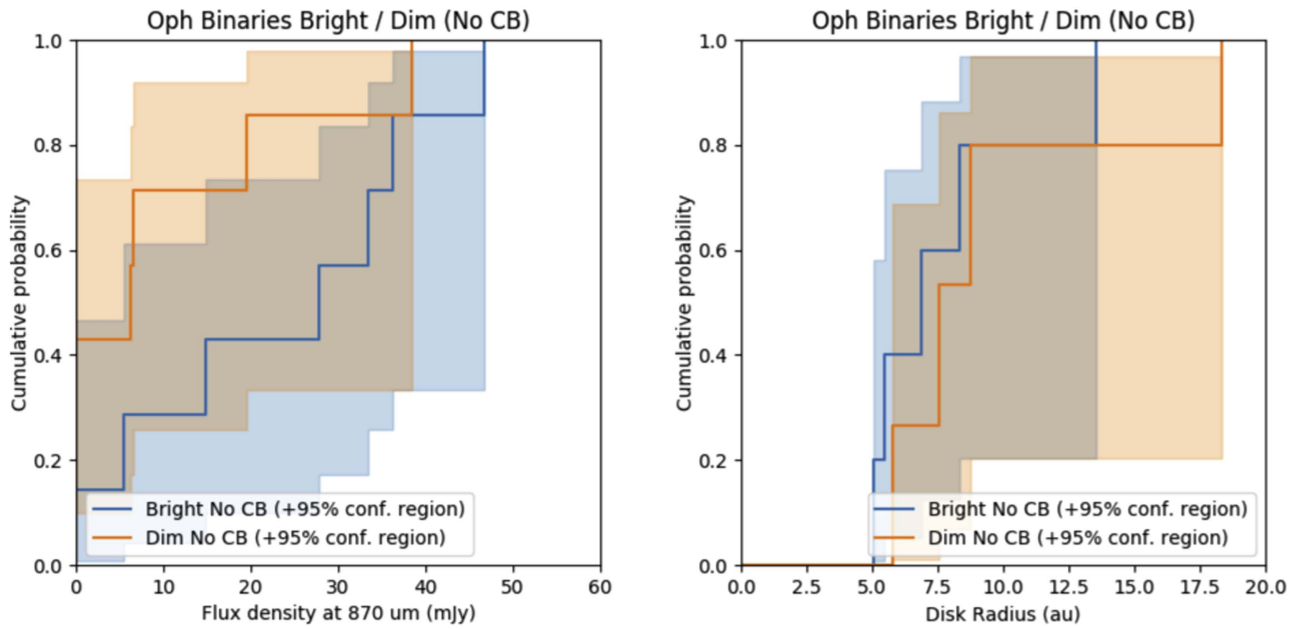 Oph Binaries Bright / Dim (No CB)
1.0
0.8
0.6
0.4
0.2
0.0
Cumulative probability
Bright No CB (+95% conf. region)
Dim No CB (+95% conf. region)
0 10 20 30 40 50 60
Flux density at 870 um (mJy)
Oph Binaries Bright / Dim (No CB)
1.0
0.8
0.6
0.4
0.2
0.0
Cumulative probability
Bright No CB (+95% conf. region)
Dim No CB (+95% conf. region)
0.0 2.5 5.0 7.5 10.0 12.5 15.0 17.5 20.0
Disk Radius (au)